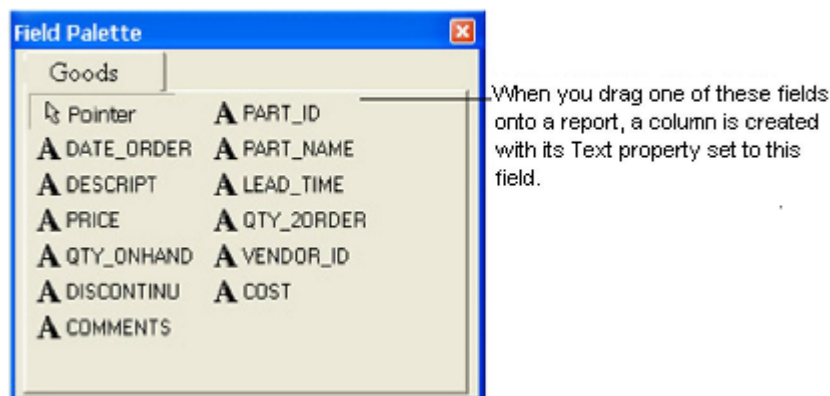 Field Palette
Goods
Pointer PART_ID
DATE_ORDER PART_NAME
DESCRIPT LEAD_TIME
PRICE QTY_2ORDER
QTY_ONHAND VENDOR_ID
DISCONTINU COST
COMMENTS
When you drag one of these fields
onto a report, a column is created
with its Text property set to this
field.